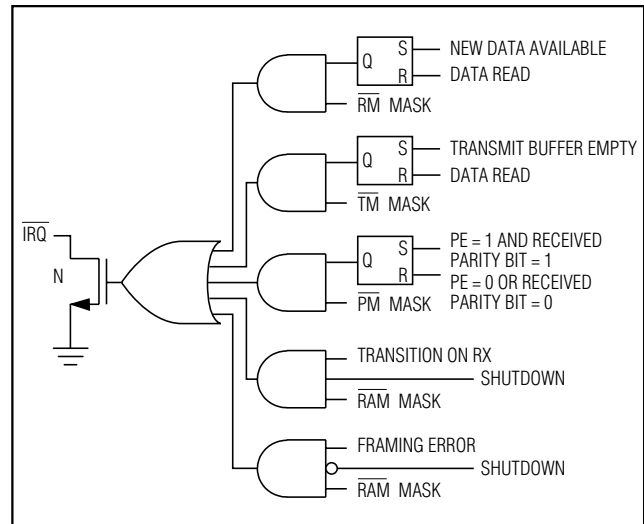 S
NEW DATA AVAILABLE
Q
R
DATA READ
RM MASK
S
TRANSMIT BUFFER EMPTY
Q
R
DATA READ
TM MASK
IRQ
N
S
PE = 1 AND RECEIVED
PARITY BIT = 1
Q
R
PE = 0 OR RECEIVED
PARITY BIT = 0
PM MASK
TRANSITION ON RX
SHUTDOWN
RAM MASK
FRAMING ERROR
SHUTDOWN
RAM MASK